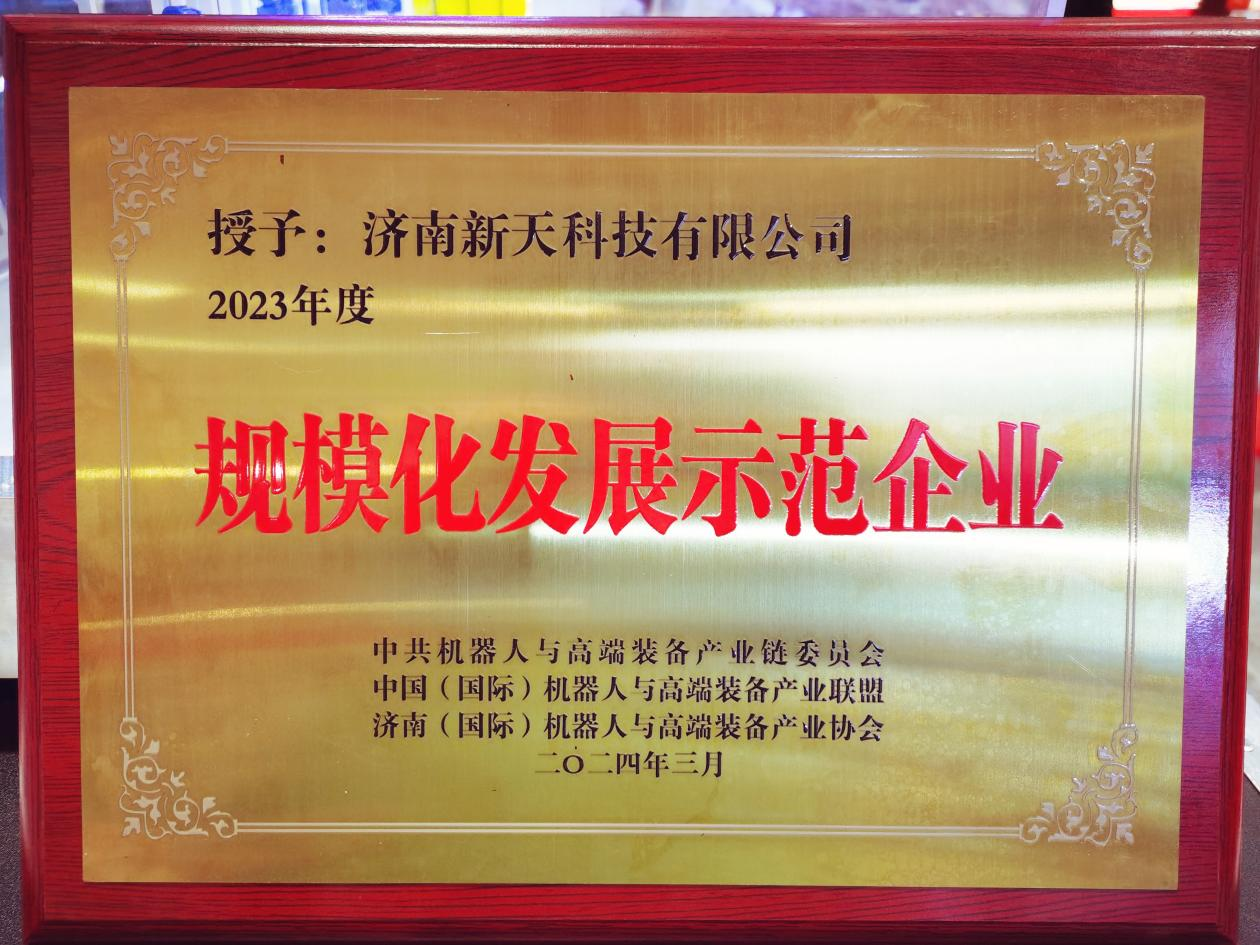 授予：济南新天科技有限公司
2023年度
规模化发展示范企业
中共机器人与高端装备产业链委员会
中国（国际）机器人与高端装备产业联盟
济南（国际）机器人与高端装备产业协会
二〇二四年三月